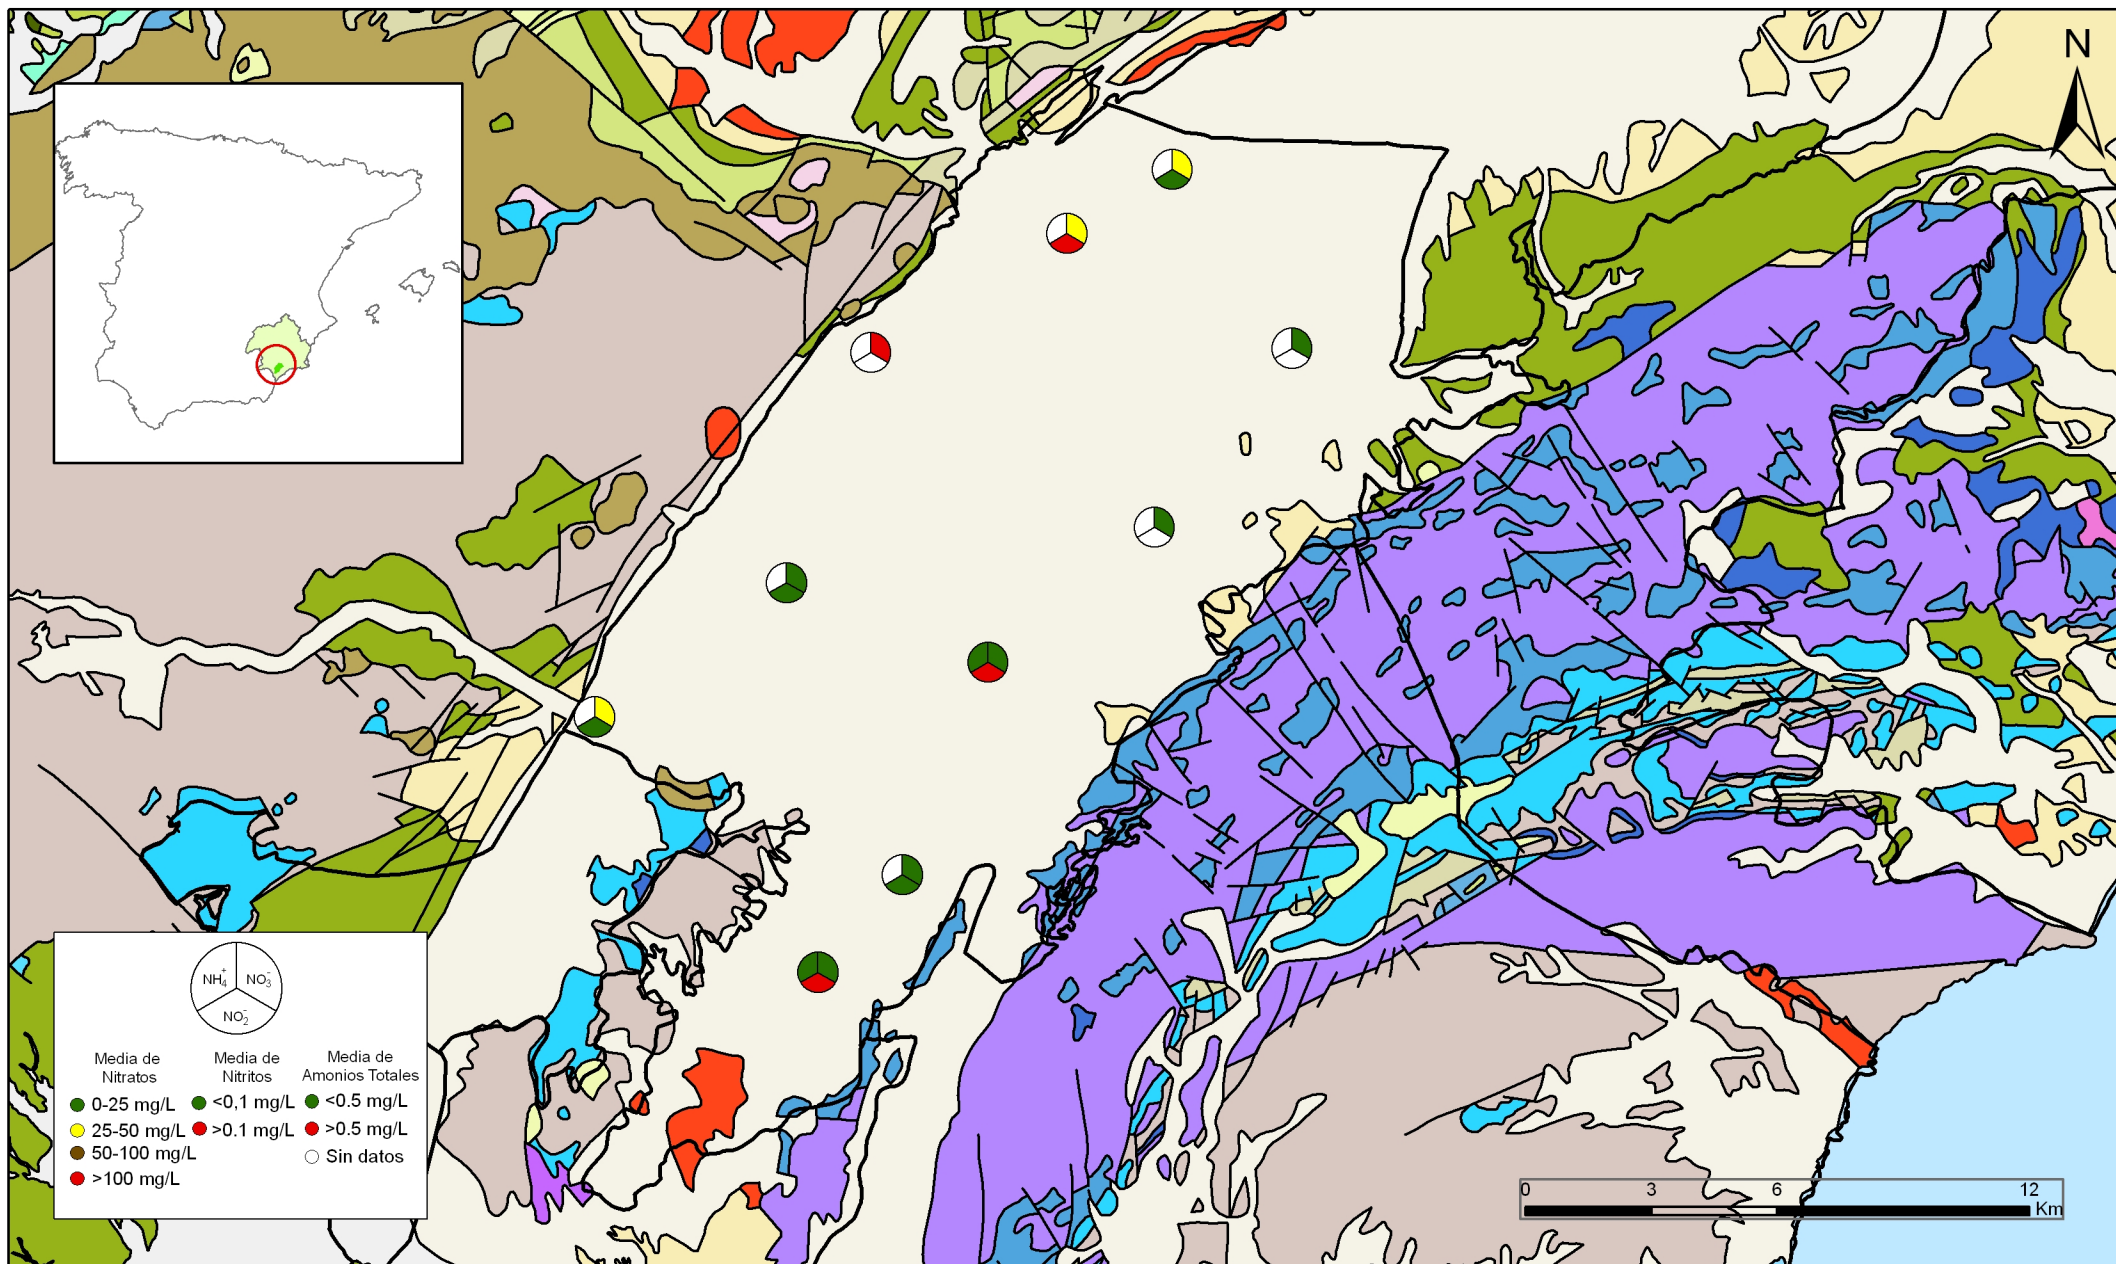 N
NH4+ NO3-
NO2-
Media de Nitratos
Media de Nitritos
Media de Amonios Totales
0-25 mg/L
<0,1 mg/L
<0.5 mg/L
25-50 mg/L
>0.1 mg/L
>0.5 mg/L
50-100 mg/L
Sin datos
>100 mg/L
0 3 6 12
Km